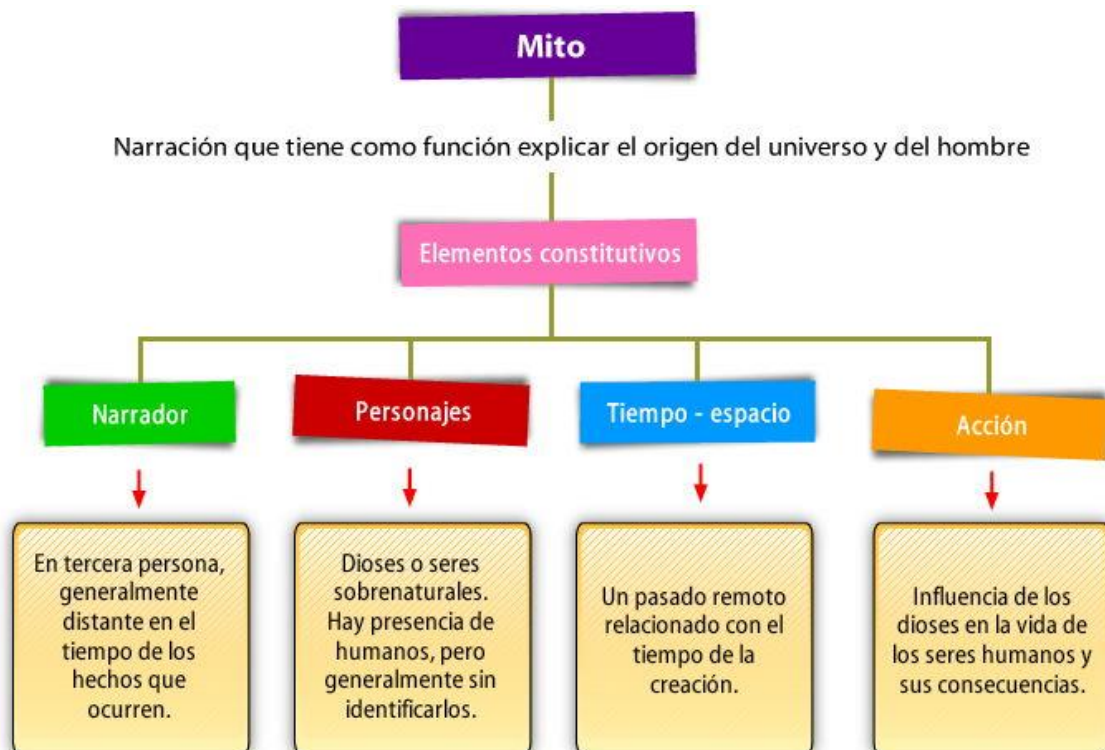 Mito
Narración que tiene como función explicar el origen del universo y del hombre
Elementos constitutivos
Narrador
Personajes
Tiempo - espacio
Acción
En tercera persona,
generalmente
distante en el
tiempo de los
hechos que
ocurren.
Dioses o seres
sobrenaturales.
Hay presencia de
humanos, pero
generalmente sin
identificarlos.
Un pasado remoto
relacionado con el
tiempo de la
creación.
Influencia de los
dioses en la vida de
los seres humanos y
sus consecuencias.